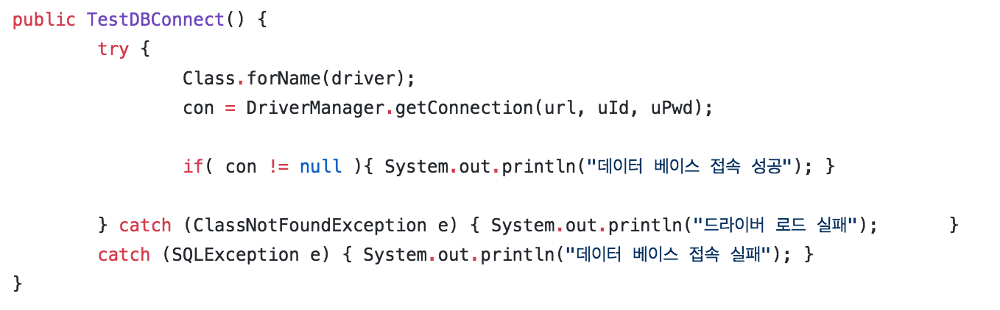 public TestDBConnect() {
try {
Class.forName(driver);
con = DriverManager.getConnection(url, uId, uPwd);
if( con != null ){ System.out.println("데이터 베이스 접속 성공"); }
} catch (ClassNotFoundException e) { System.out.println("드라이버 로드 실패"); }
catch (SQLException e) { System.out.println("데이터 베이스 접속 실패"); }
}